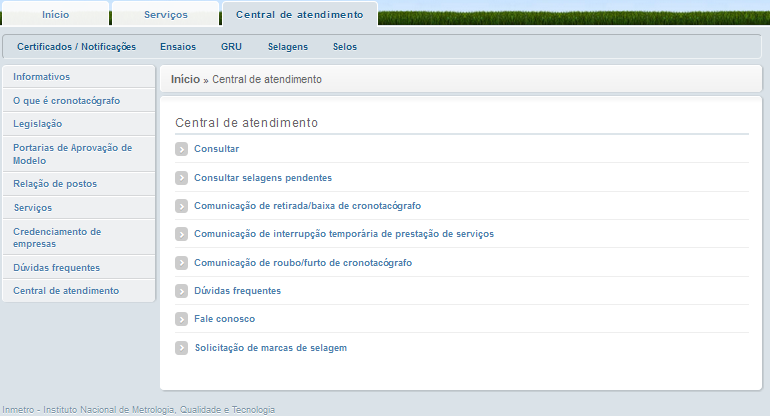 Início
Serviços
Central de atendimento
Certificados / Notificações
Ensaios
GRU
Selagens
Selos
Informativos
O que é cronotacógrafo
Legislação
Portarias de Aprovação de
Modelo
Relação de postos
Serviços
Credenciamento de
empresas
Dúvidas frequentes
Central de atendimento
Início » Central de atendimento
Central de atendimento
Consultar
Consultar selagens pendentes
Comunicação de retirada/baixa de cronotacógrafo
Comunicação de interrupção temporária de prestação de serviços
Comunicação de roubo/furto de cronotacógrafo
Dúvidas frequentes
Fale conosco
Solicitação de marcas de selagem
Inmetro - Instituto Nacional de Metrologia, Qualidade e Tecnologia